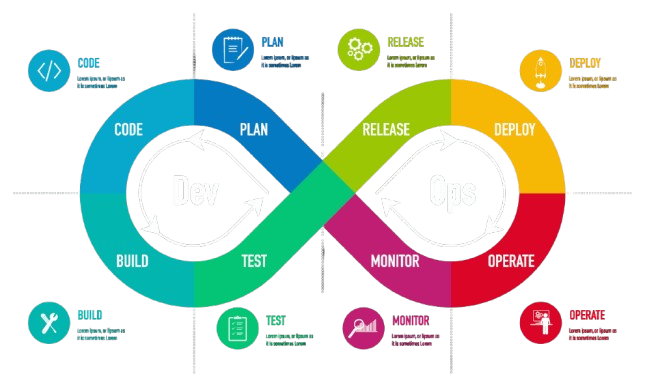 CODE
Lorem ipsum, or lipsum as
it is sometimes Lorem
PLAN
Lorem ipsum, or lipsum as
it is sometimes Lorem
RELEASE
Lorem ipsum, or lipsum as
it is sometimes Lorem
DEPLOY
Lorem ipsum, or lipsum as
it is sometimes Lorem
CODE
PLAN
RELEASE
DEPLOY
Dev
Ops
BUILD
TEST
MONITOR
OPERATE
BUILD
Lorem ipsum, or lipsum as
it is sometimes Lorem
TEST
Lorem ipsum, or lipsum as
it is sometimes Lorem
MONITOR
Lorem ipsum, or lipsum as
it is sometimes Lorem
OPERATE
Lorem ipsum, or lipsum as
it is sometimes Lorem